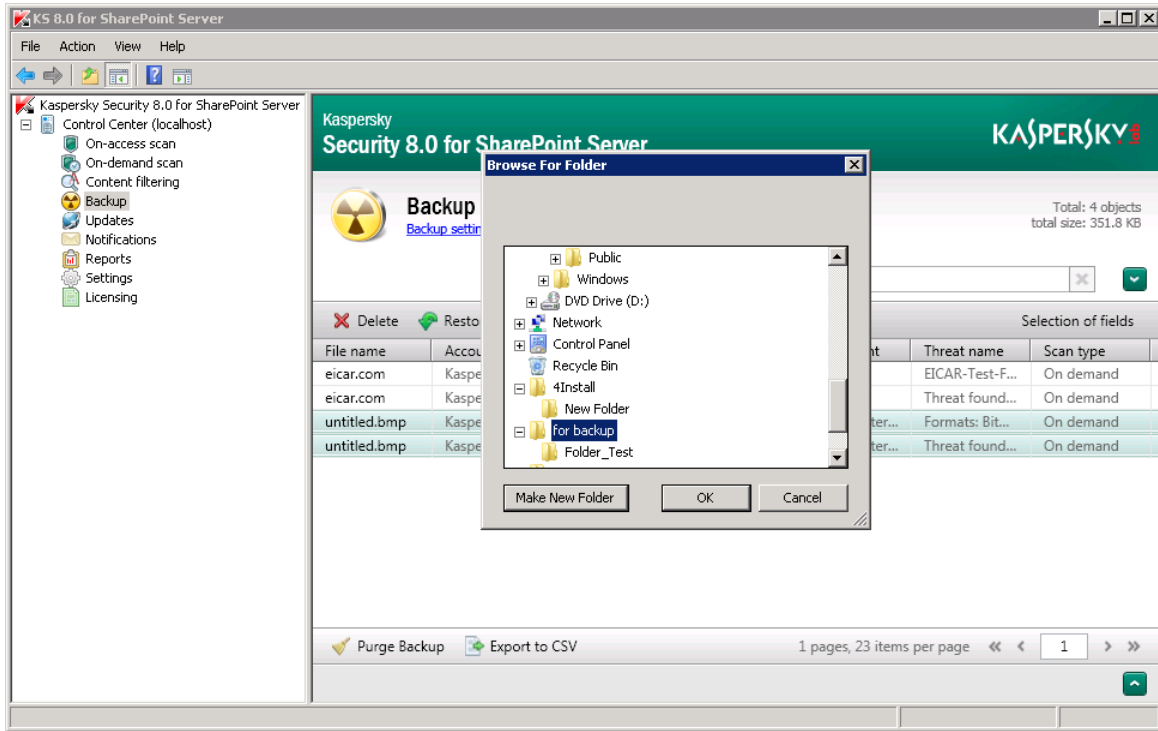 KS 8.0 for SharePoint Server
File Action View Help
Kaspersky Security 8.0 for SharePoint Server
Control Center (localhost)
On-access scan
On-demand scan
Content filtering
Backup
Updates
Notifications
Reports
Settings
Licensing
Kaspersky
Security 8.0 for SharePoint Server
KASPERSKY lab
Backup
Backup settin
Total: 4 objects
total size: 351.8 KB
Delete Resto Selection of fields
File name Accou nt Threat name Scan type
eicar.com Kaspe EICAR-Test-F... On demand
eicar.com Kaspe Threat found... On demand
untitled.bmp Kaspe ter... Formats: Bit... On demand
untitled.bmp Kaspe ter... Threat found... On demand
Browse For Folder
Public
Windows
DVD Drive (D:)
Network
Control Panel
Recycle Bin
4Install
New Folder
for backup
Folder_Test
Make New Folder OK Cancel
Purge Backup Export to CSV 1 pages, 23 items per page 1